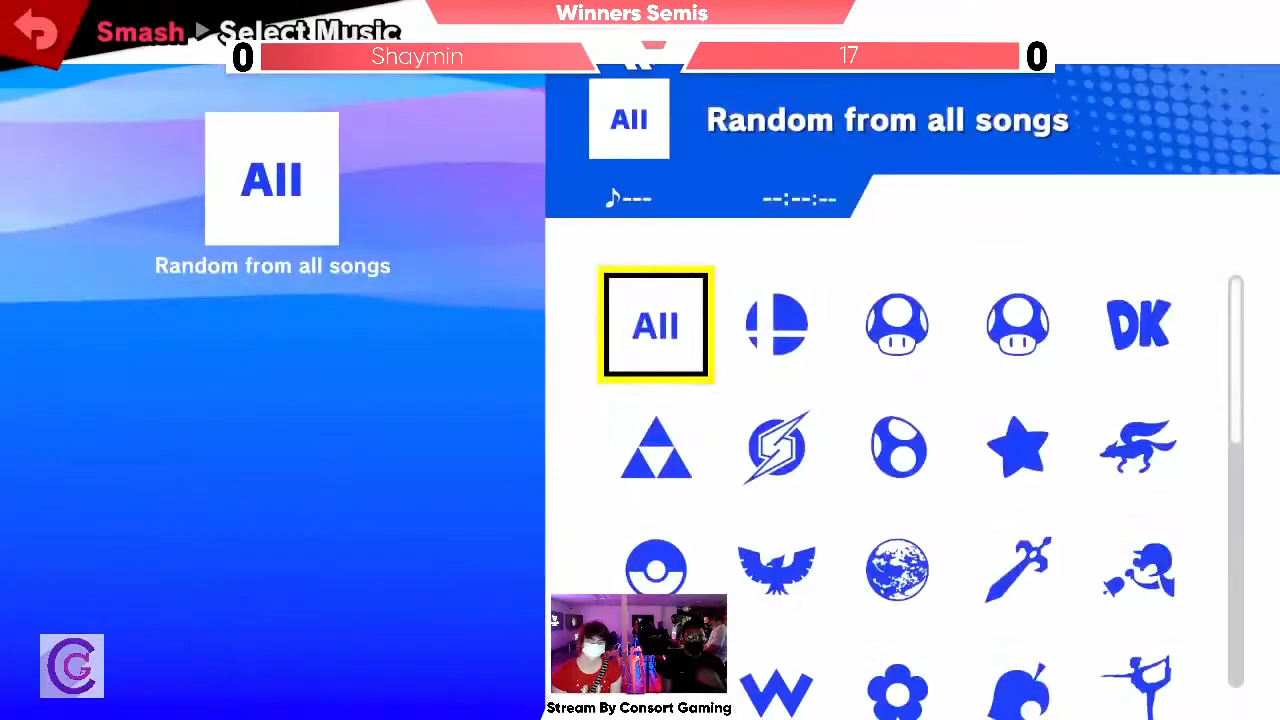 Winners Semis
Smash ▶ Select Music
0 Shaymin 17 0
All Random from all songs
♪--- --:--:--
All
Random from all songs
All
DK
W
CG
Stream By Consort Gaming